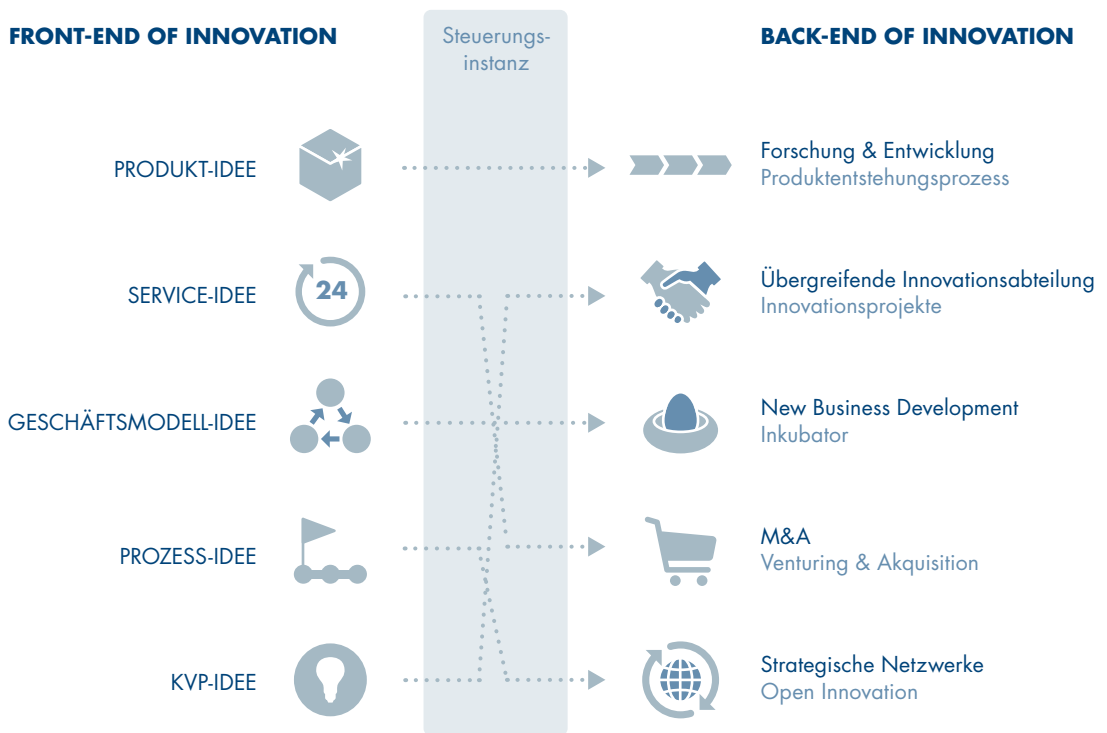 FRONT-END OF INNOVATION
Steuerungs-
instanz
BACK-END OF INNOVATION
PRODUKT-IDEE
Forschung & Entwicklung
Produktentstehungsprozess
SERVICE-IDEE
24
Übergreifende Innovationsabteilung
Innovationsprojekte
GESCHÄFTSMODELL-IDEE
New Business Development
Inkubator
PROZESS-IDEE
M&A
Venturing & Akquisition
KVP-IDEE
Strategische Netzwerke
Open Innovation